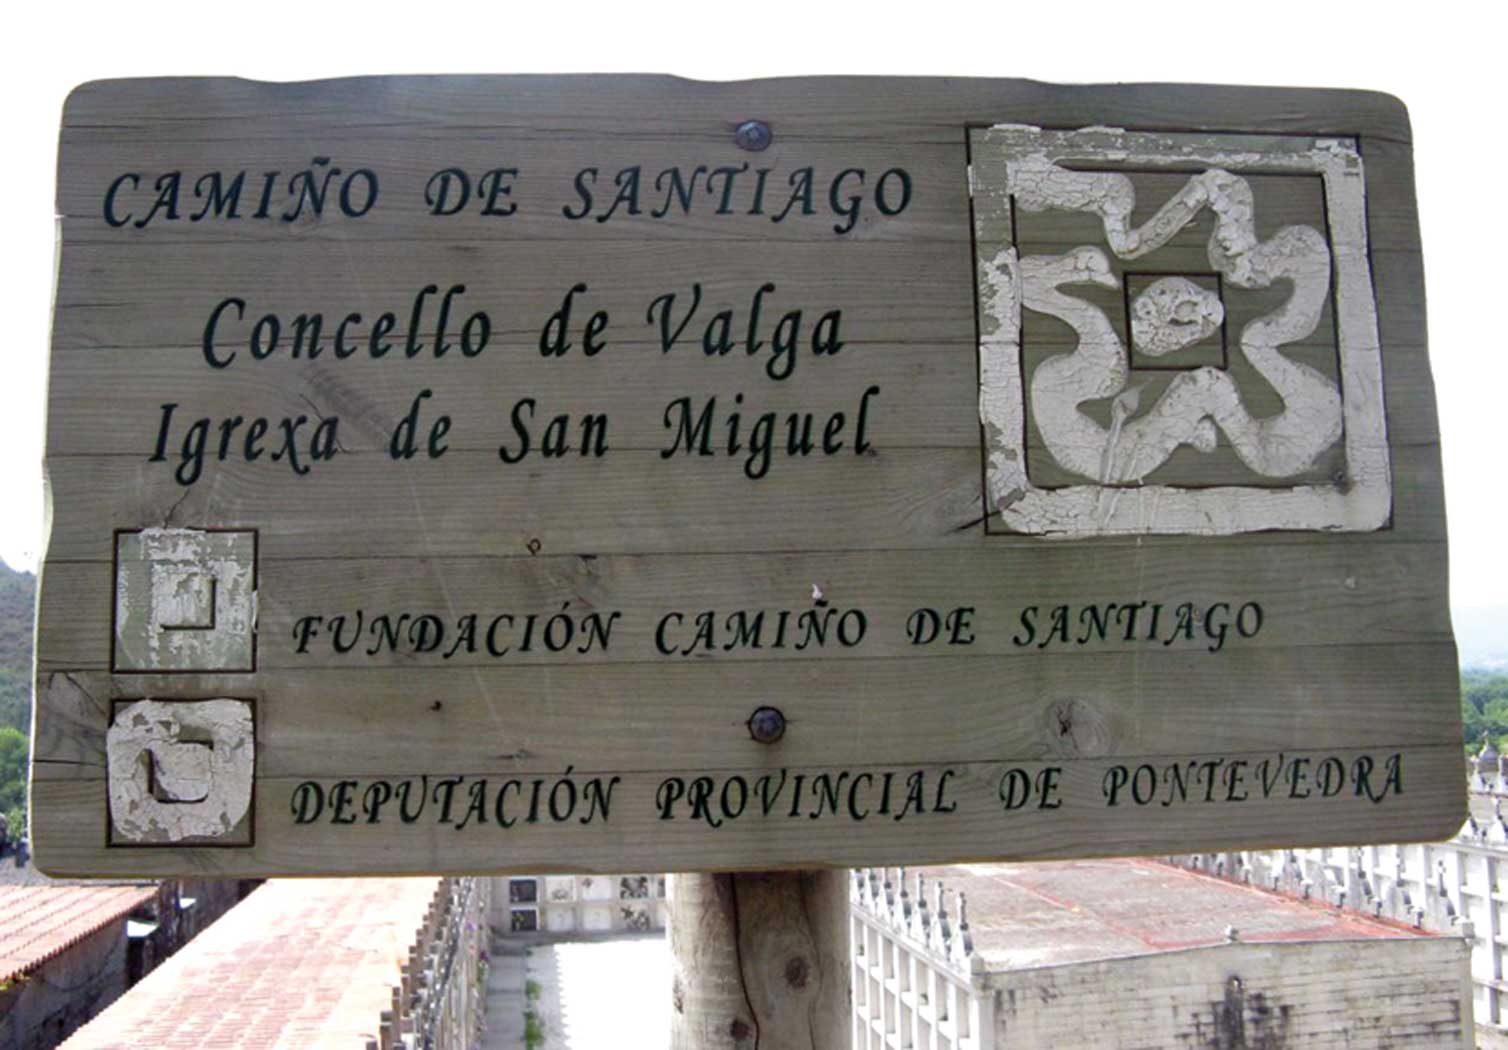 CAMIÑO DE SANTIAGO
Concello de Valga
Igrexa de San Miguel
FUNDACIÓN CAMIÑO DE SANTIAGO
DEPUTACIÓN PROVINCIAL DE PONTEVEDRA